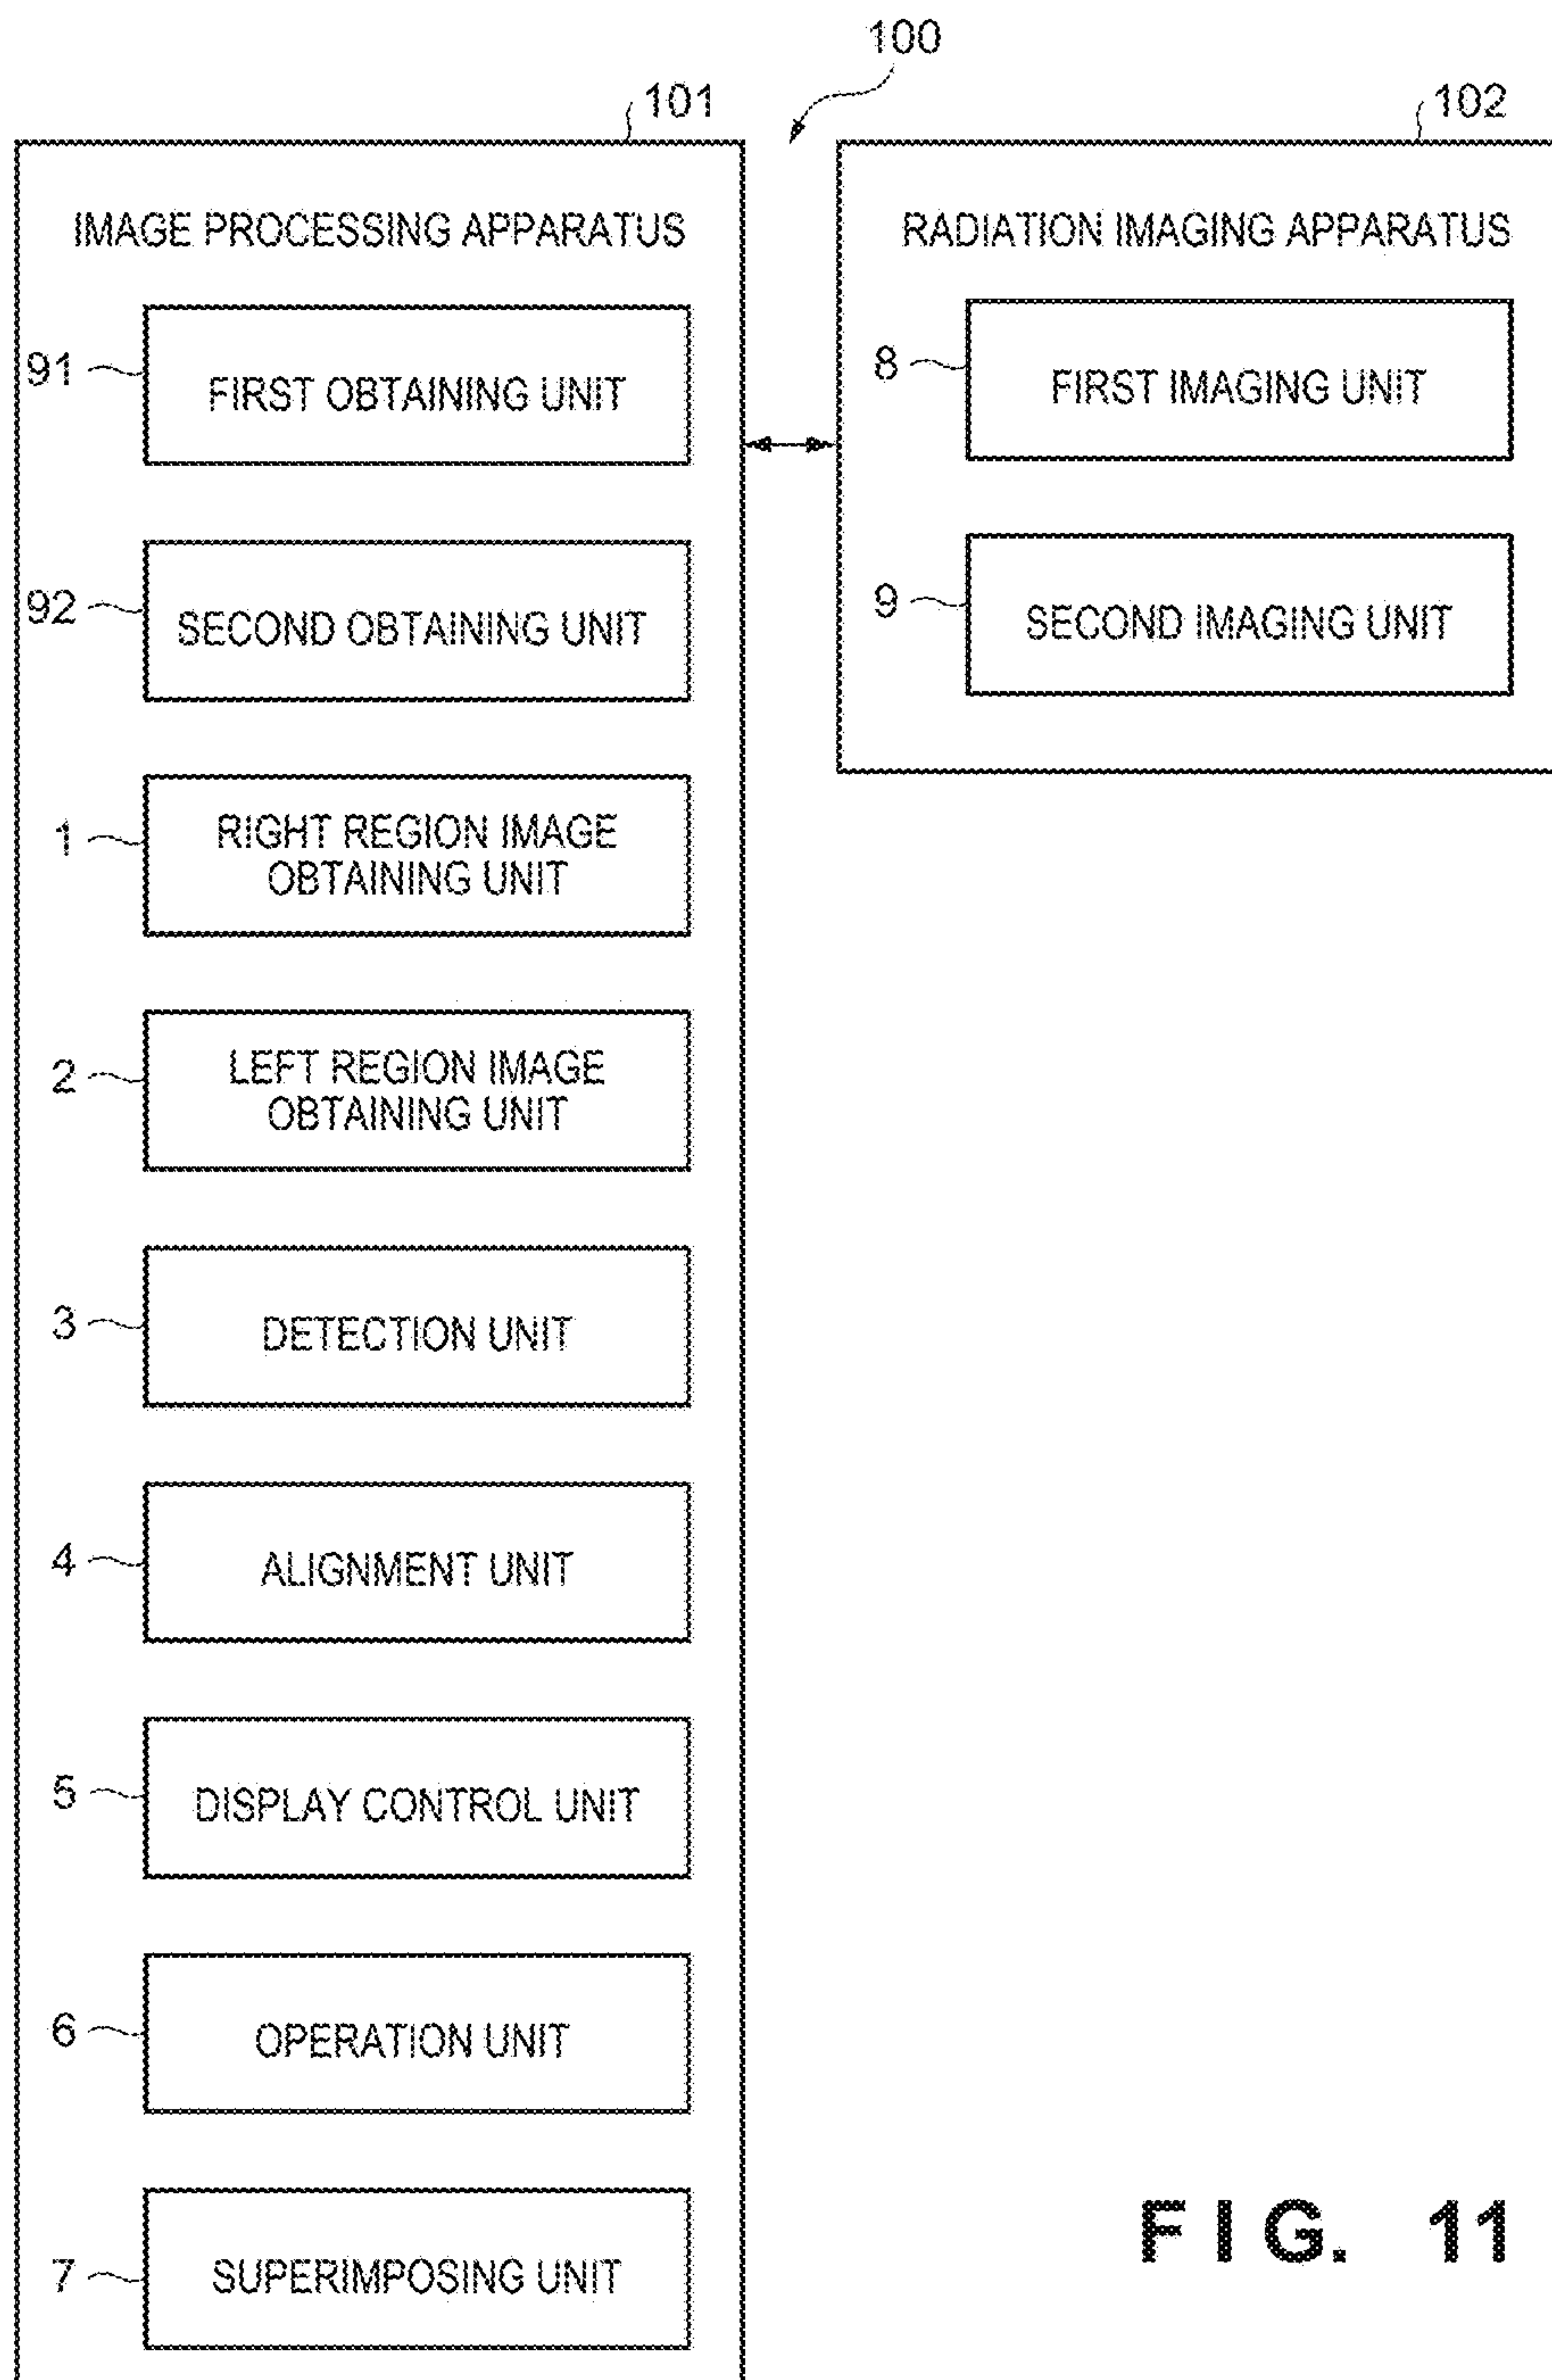 100
101
IMAGE PROCESSING APPARATUS
91
FIRST OBTAINING UNIT
92
SECOND OBTAINING UNIT
1
RIGHT REGION IMAGE
OBTAINING UNIT
2
LEFT REGION IMAGE
OBTAINING UNIT
3
DETECTION UNIT
4
ALIGNMENT UNIT
5
DISPLAY CONTROL UNIT
6
OPERATION UNIT
7
SUPERIMPOSING UNIT
102
RADIATION IMAGING APPARATUS
8
FIRST IMAGING UNIT
9
SECOND IMAGING UNIT
FIG. 11